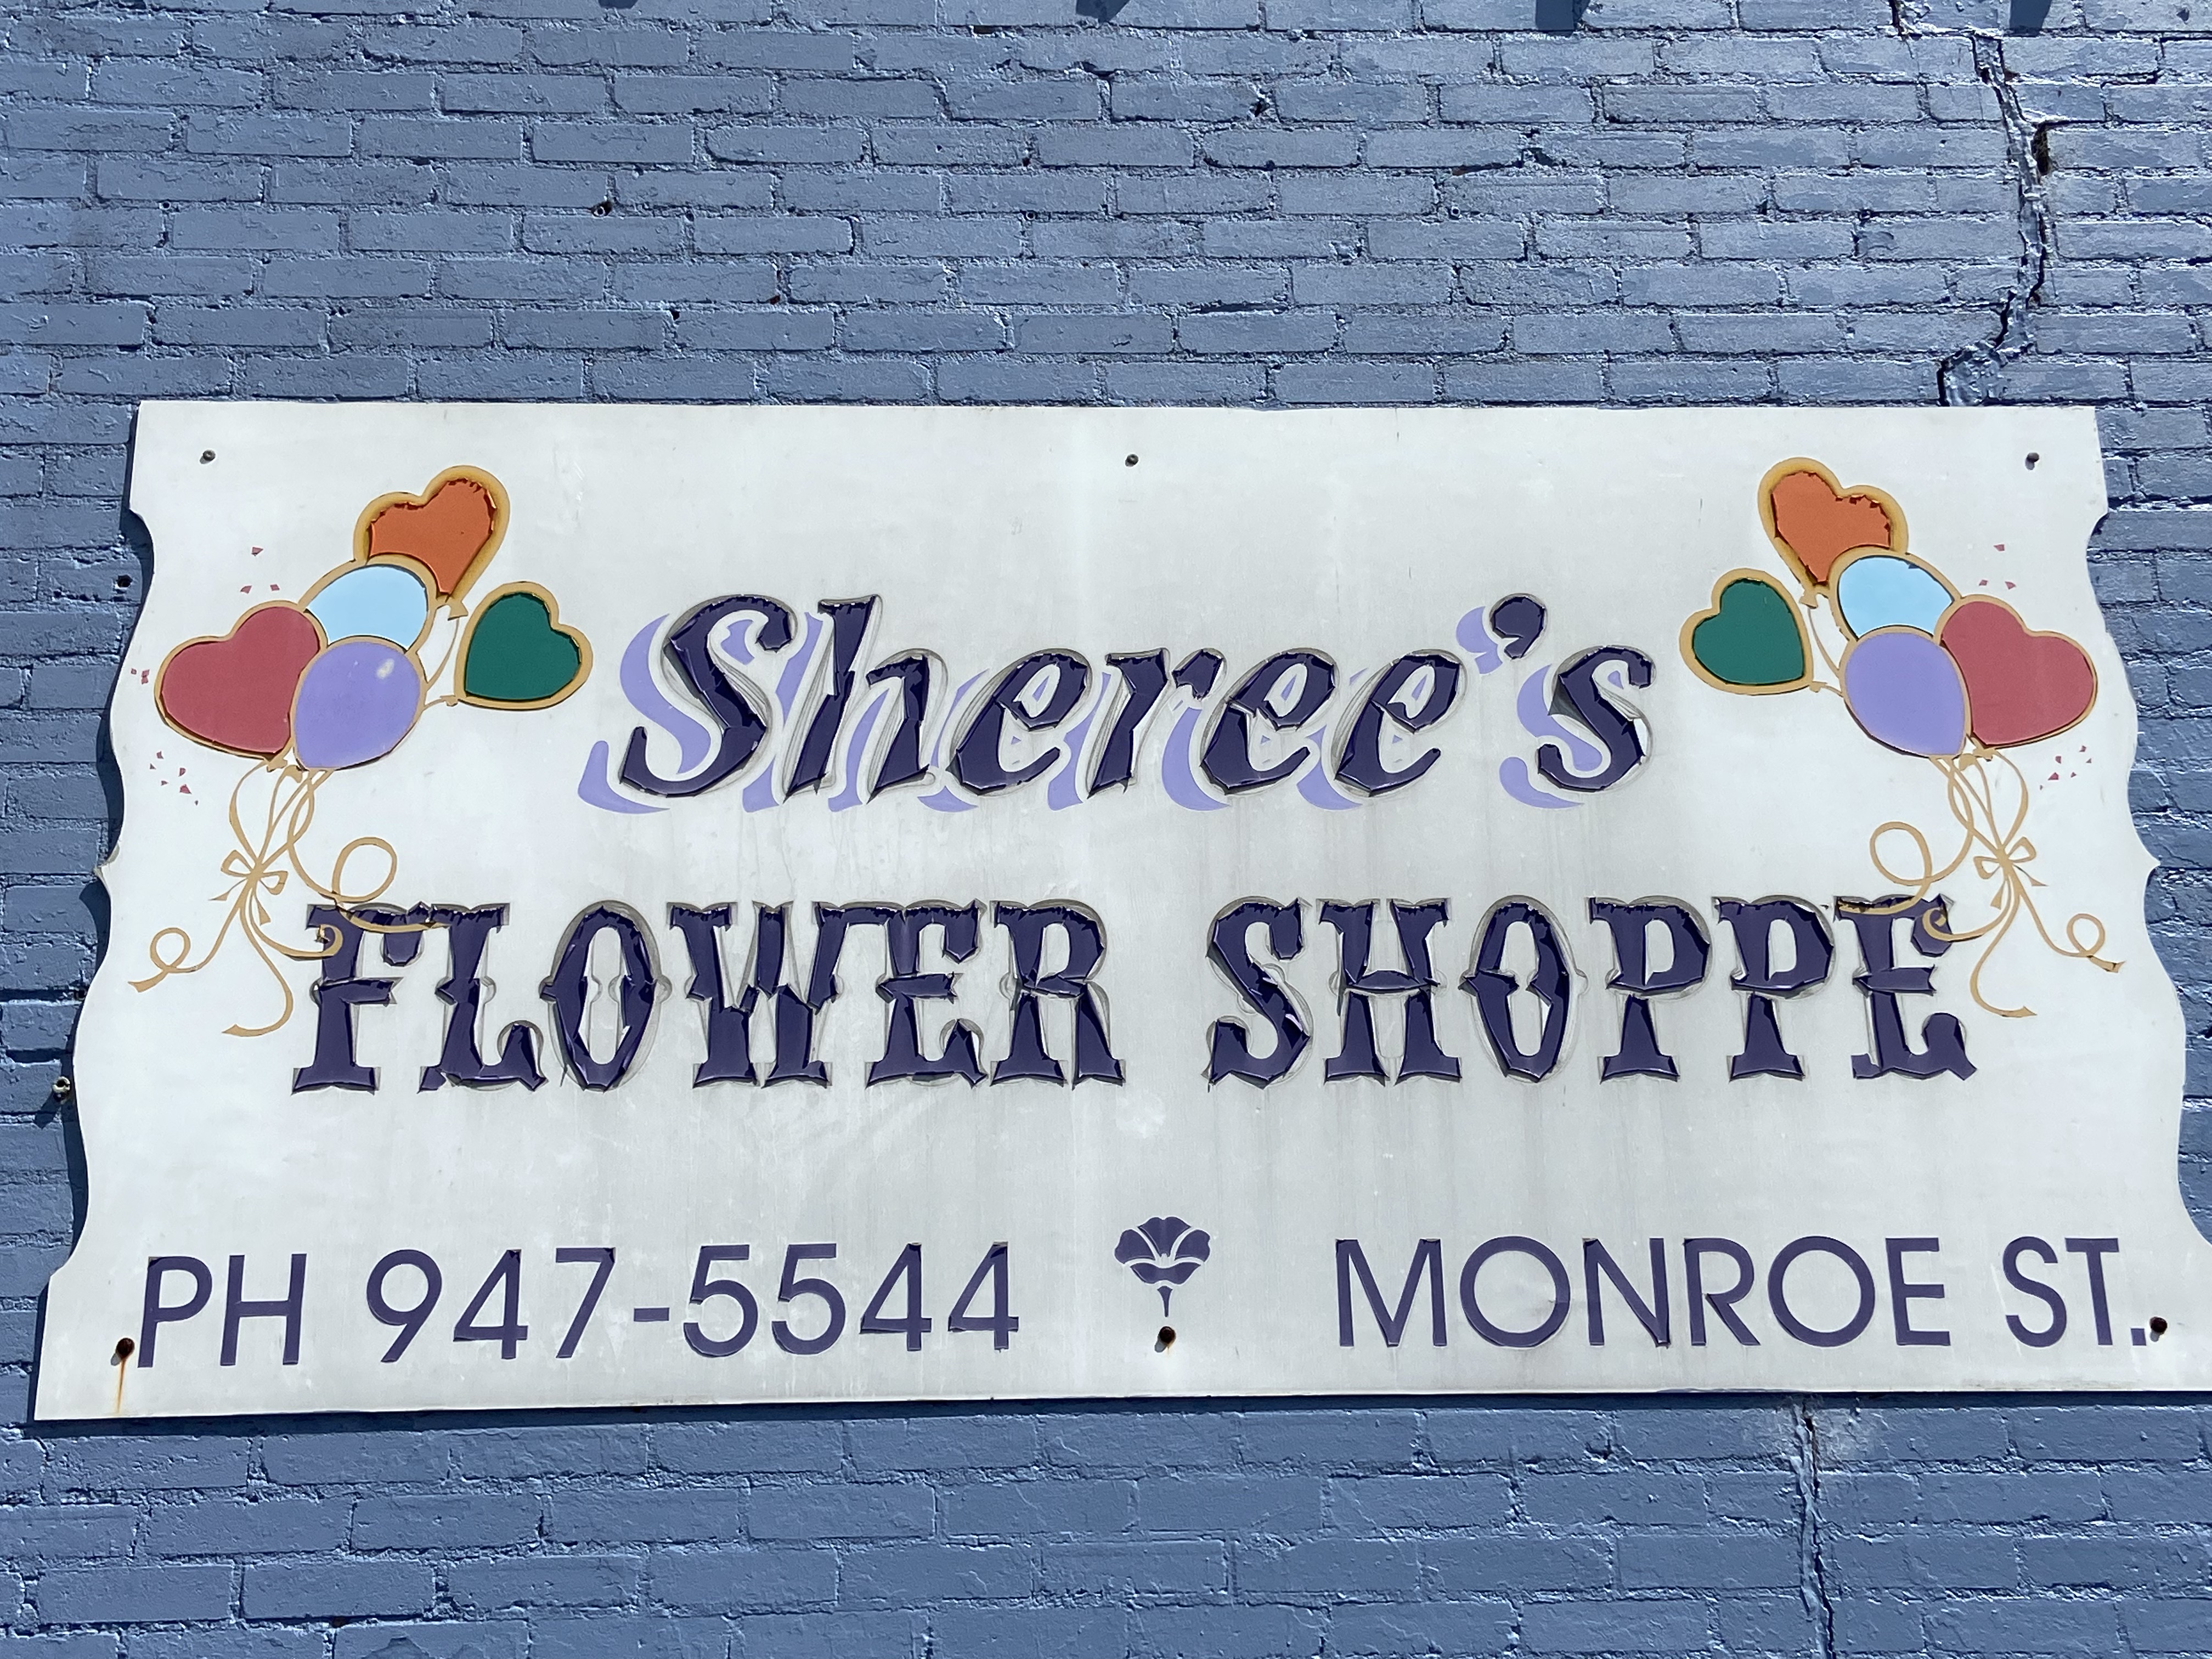 Sheree's
FLOWER SHOPPE
PH 947-5544 MONROE ST.